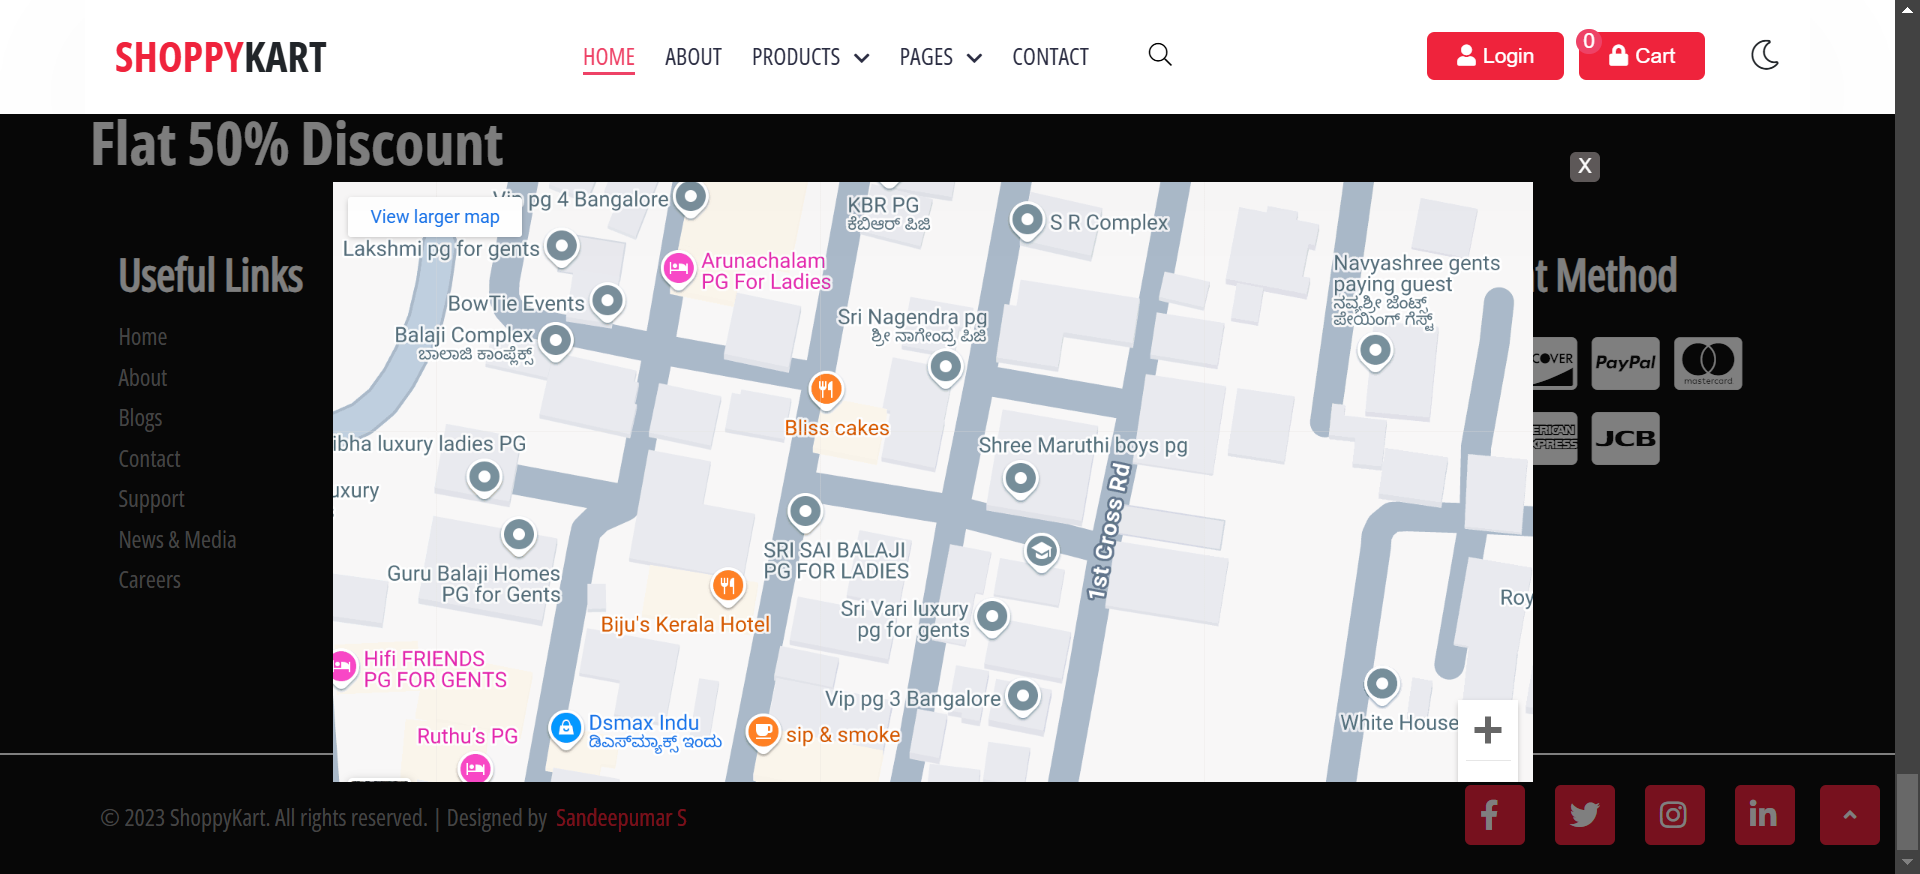 SHOPPYKART
HOME
ABOUT
PRODUCTS
PAGES
CONTACT
Login
0
Cart
Flat 50% Discount
X
View larger map
Vip pg 4 Bangalore
KBR PG
ಕೆಬಿಆರ್ ಪಿಜಿ
S R Complex
Lakshmi pg for gents
Arunachalam
PG For Ladies
Navyashree gents
paying guest
ನವ್ಯಶ್ರೀ ಜೆಂಟ್ಸ್
ಪೇಯಿಂಗ್ ಗೆಸ್ಟ್
BowTie Events
Balaji Complex
ಬಾಲಾಜಿ ಕಾಂಪ್ಲೆಕ್ಸ್
Sri Nagendra pg
ಶ್ರೀ ನಾಗೇಂದ್ರ ಪಿಜಿ
Bliss cakes
ibha luxury ladies PG
Shree Maruthi boys pg
uxury
1st Cross Rd
SRI SAI BALAJI
PG FOR LADIES
Guru Balaji Homes
PG for Gents
Biju's Kerala Hotel
Sri Vari luxury
pg for gents
Roy
Hifi FRIENDS
PG FOR GENTS
Vip pg 3 Bangalore
Ruthu's PG
Dsmax Indu
ಡಿಎಸ್‌ಮ್ಯಾಕ್ಸ್ ಇಂದು
sip & smoke
White House
Useful Links
Home
About
Blogs
Contact
Support
News & Media
Careers
t Method
COVER
PayPal
mastercard
ERICAN
EXPRESS
JCB
© 2023 ShoppyKart. All rights reserved. | Designed by Sandeepumar S